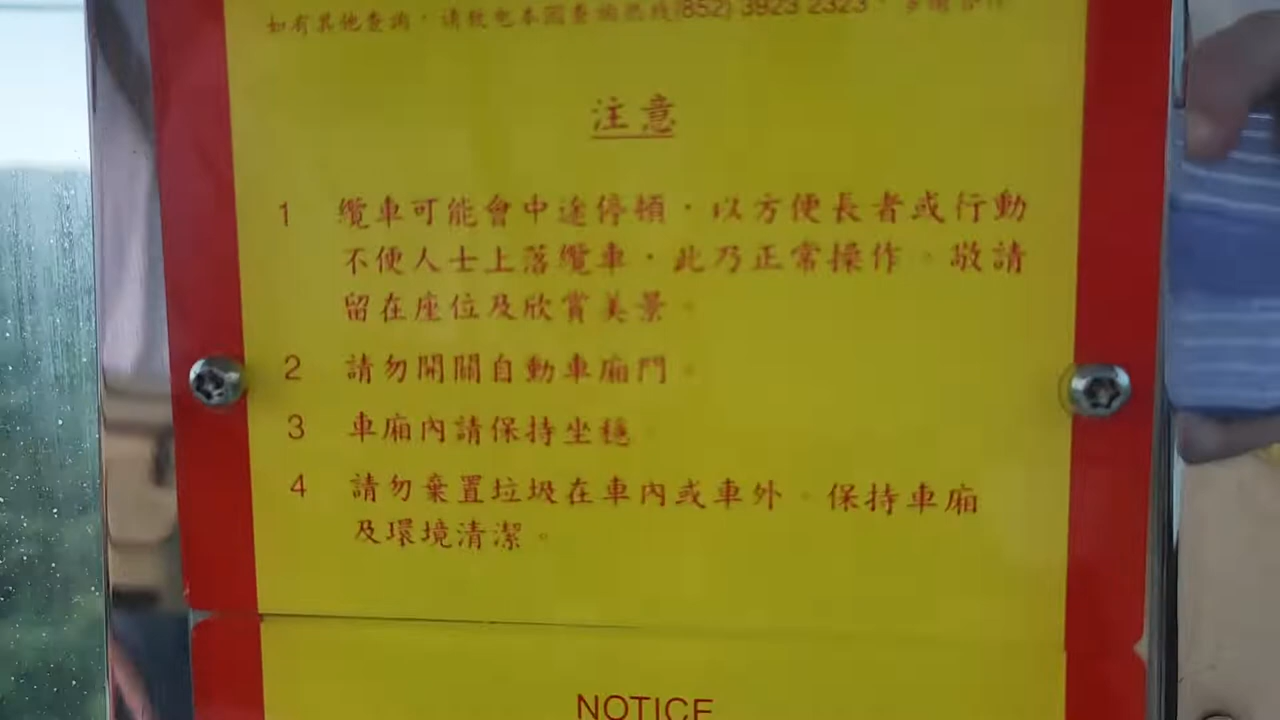 如有其他查詢,請致電本園查詢熱線(852) 3923 2323,多謝合作
注意
1 纜車可能會中途停頓,以方便長者或行動
不便人士上落纜車,此乃正常操作。敬請
留在座位及欣賞美景。
2 請勿開關自動車廂門。
3 車廂內請保持坐穩
4 請勿棄置垃圾在車內或車外。保持車廂
及環境清潔。
NOTICE